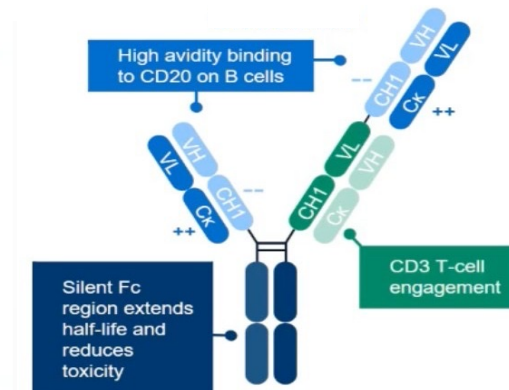 High avidity binding
to CD20 on B cells
VH
VL
CH1
Cκ
--
++
VL
VH
CH1
Cκ
VH
VL
CH1
Cκ
--
++
CD3 T-cell
engagement
Silent Fc
region extends
half-life and
reduces
toxicity